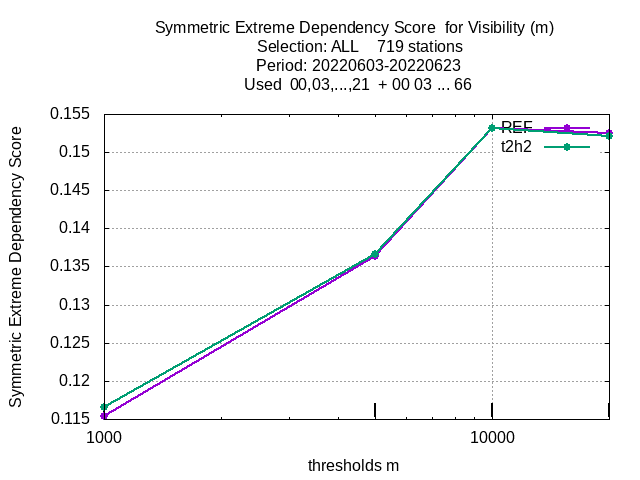 Symmetric Extreme Dependency Score  for Visibility (m)
Selection: ALL    719 stations
Period: 20220603-20220623
Used  00,03,...,21  + 00 03 ... 66
Symmetric Extreme Dependency Score
0.155
0.15
0.145
0.14
0.135
0.13
0.125
0.12
0.115
REF
t2h2
1000
10000
thresholds m